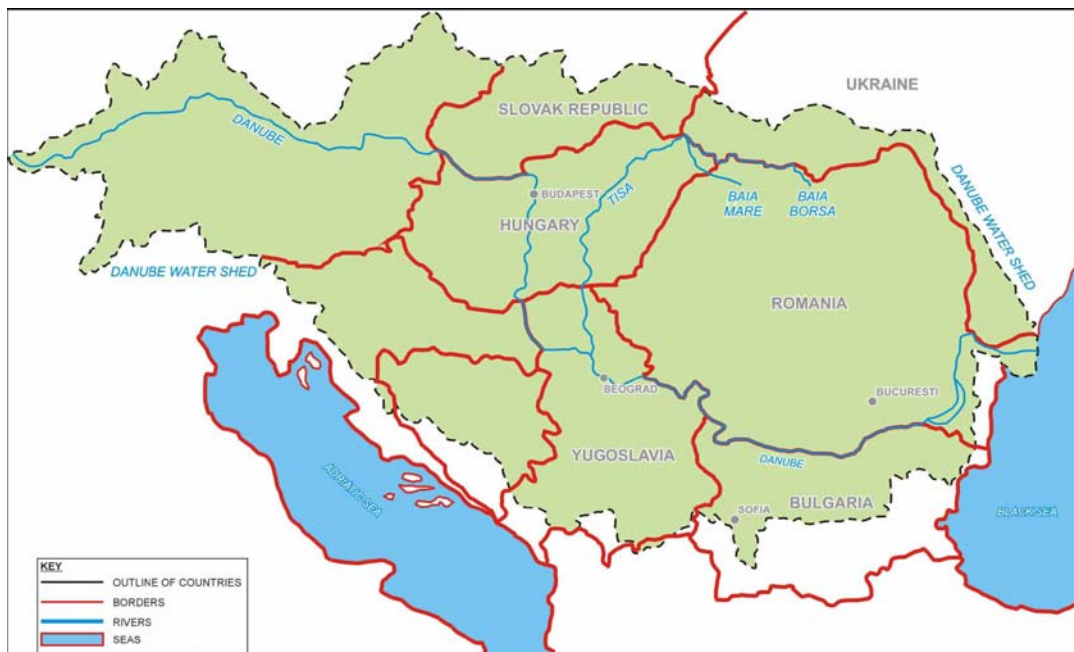 UKRAINE
SLOVAK REPUBLIC
DANUBE
TISA
BUDAPEST
BAIA
MARE
BAIA
BORSA
HUNGARY
DANUBE WATER SHED
DANUBE WATER SHED
ROMANIA
BEOGRAD
BUCURESTI
YUGOSLAVIA
DANUBE
ADRIATIC SEA
BULGARIA
SOFIA
BLACK SEA
KEY
OUTLINE OF COUNTRIES
BORDERS
RIVERS
SEAS